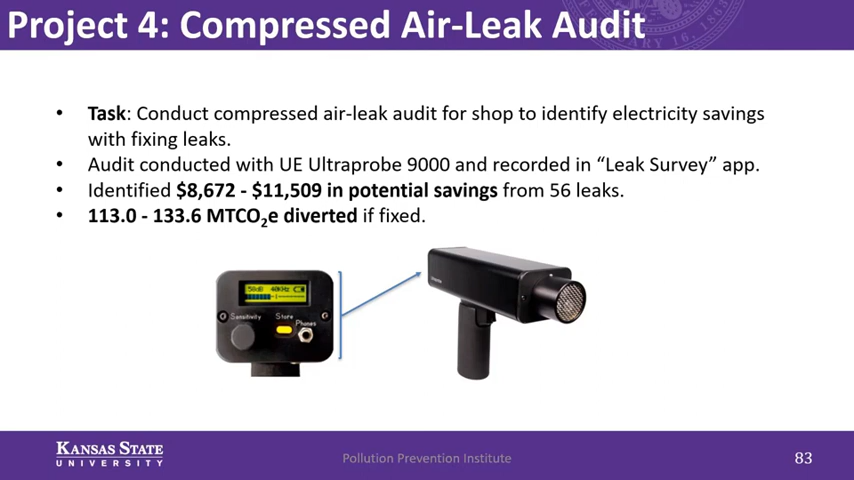 Project 4: Compressed Air-Leak Audit
• Task: Conduct compressed air-leak audit for shop to identify electricity savings
with fixing leaks.
• Audit conducted with UE Ultraprobe 9000 and recorded in “Leak Survey” app.
• Identified $8,672 - $11,509 in potential savings from 56 leaks.
• 113.0 - 133.6 MTCO₂e diverted if fixed.
50dB 40KHz
Sensitivity
Store
Phones
KANSAS STATE
UNIVERSITY
Pollution Prevention Institute
83